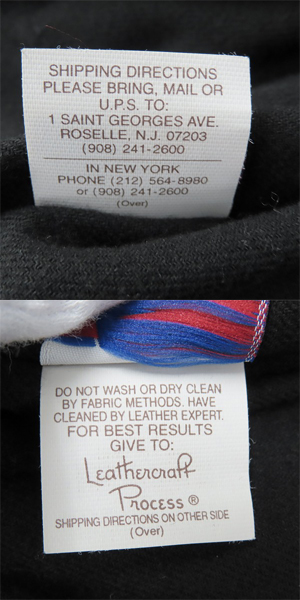 SHIPPING DIRECTIONS
PLEASE BRING, MAIL OR
U.P.S. TO:
1 SAINT GEORGES AVE.
ROSELLE, N.J. 07203
(908) 241-2600
IN NEW YORK
PHONE (212) 564-8980
or (908) 241-2600
(Over)
DO NOT WASH OR DRY CLEAN
BY FABRIC METHODS. HAVE
CLEANED BY LEATHER EXPERT.
FOR BEST RESULTS
GIVE TO:
Leathercraft
Process ®
SHIPPING DIRECTIONS ON OTHER SIDE
(Over)